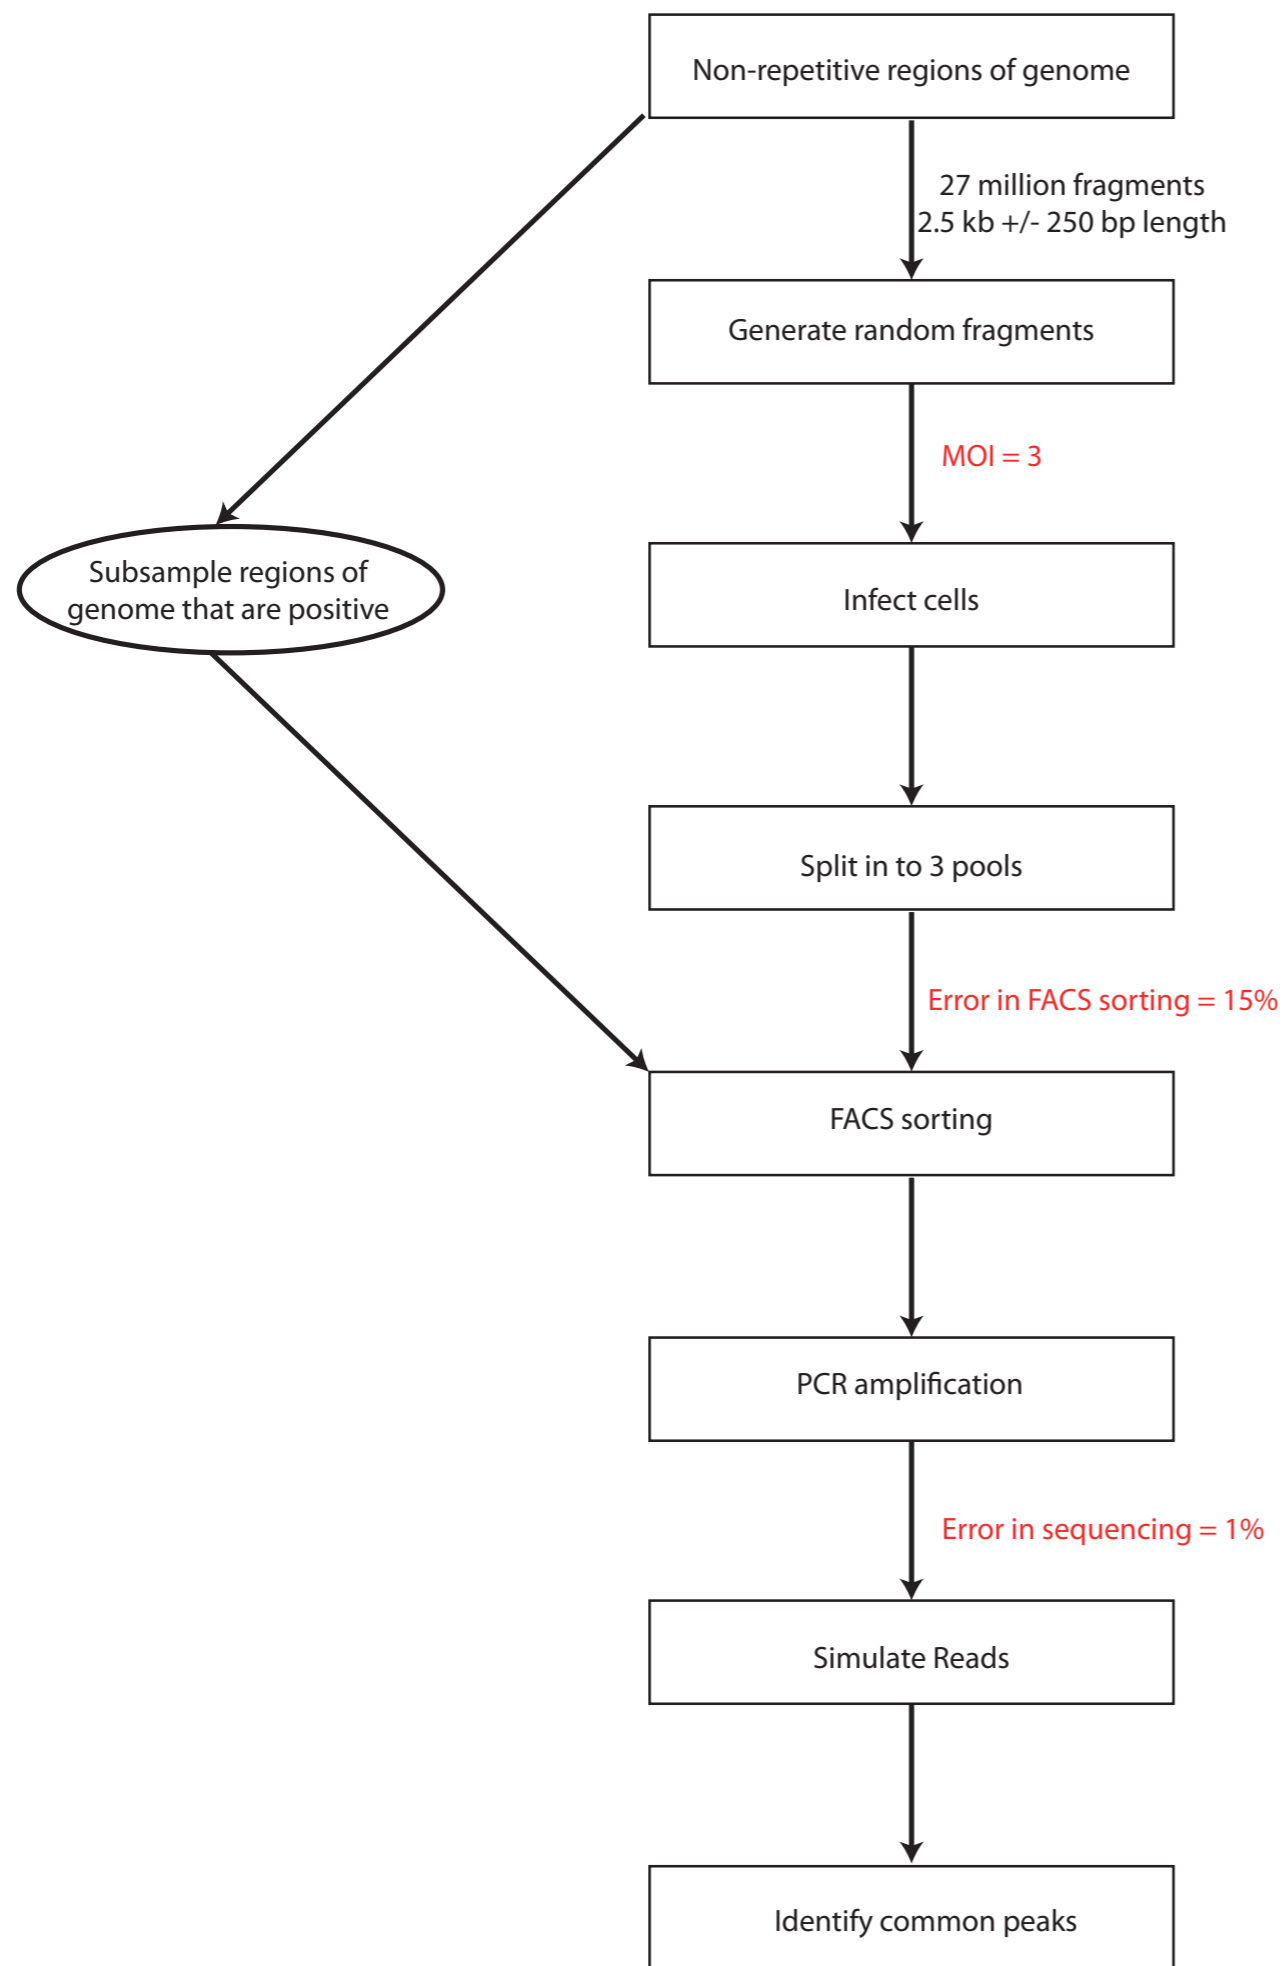 Non-repetitive regions of genome
27 million fragments
2.5 kb +/- 250 bp length
Generate random fragments
MOI = 3
Subsample regions of
genome that are positive
Infect cells
Split in to 3 pools
Error in FACS sorting = 15%
FACS sorting
PCR amplification
Error in sequencing = 1%
Simulate Reads
Identify common peaks